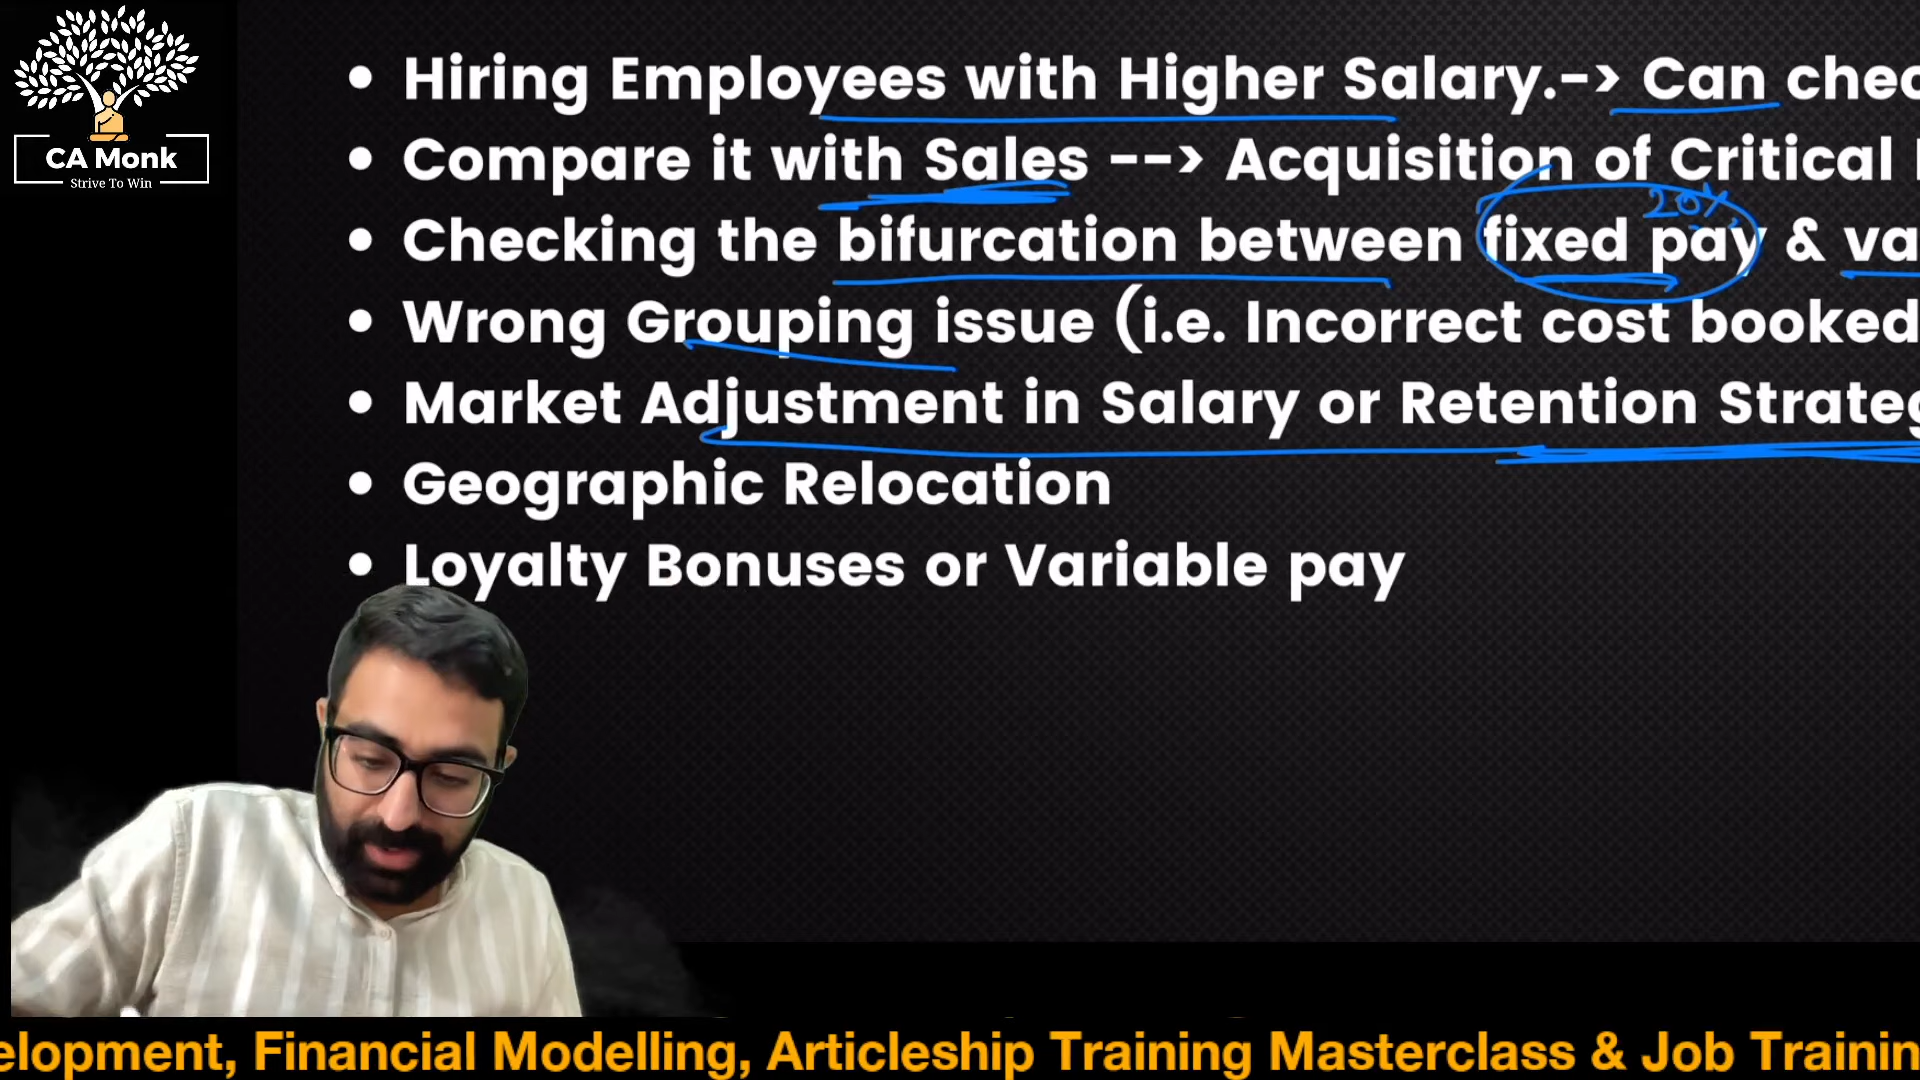 CA Monk
Strive To Win
• Hiring Employees with Higher Salary.-> Can chec
• Compare it with Sales --> Acquisition of Critical
20%
• Checking the bifurcation between fixed pay & va
• Wrong Grouping issue (i.e. Incorrect cost booked
• Market Adjustment in Salary or Retention Strateg
• Geographic Relocation
• Loyalty Bonuses or Variable pay
elopment, Financial Modelling, Articleship Training Masterclass & Job Trainin